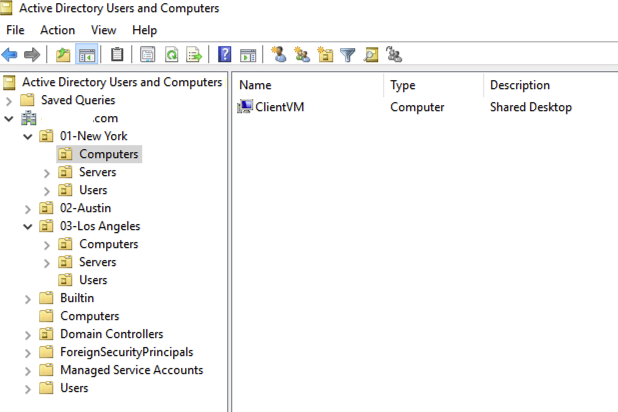 Active Directory Users and Computers
File Action View Help
Active Directory Users and Computers
Saved Queries
.com
01-New York
Computers
Servers
Users
02-Austin
03-Los Angeles
Computers
Servers
Users
Builtin
Computers
Domain Controllers
ForeignSecurityPrincipals
Managed Service Accounts
Users
Name Type Description
ClientVM Computer Shared Desktop